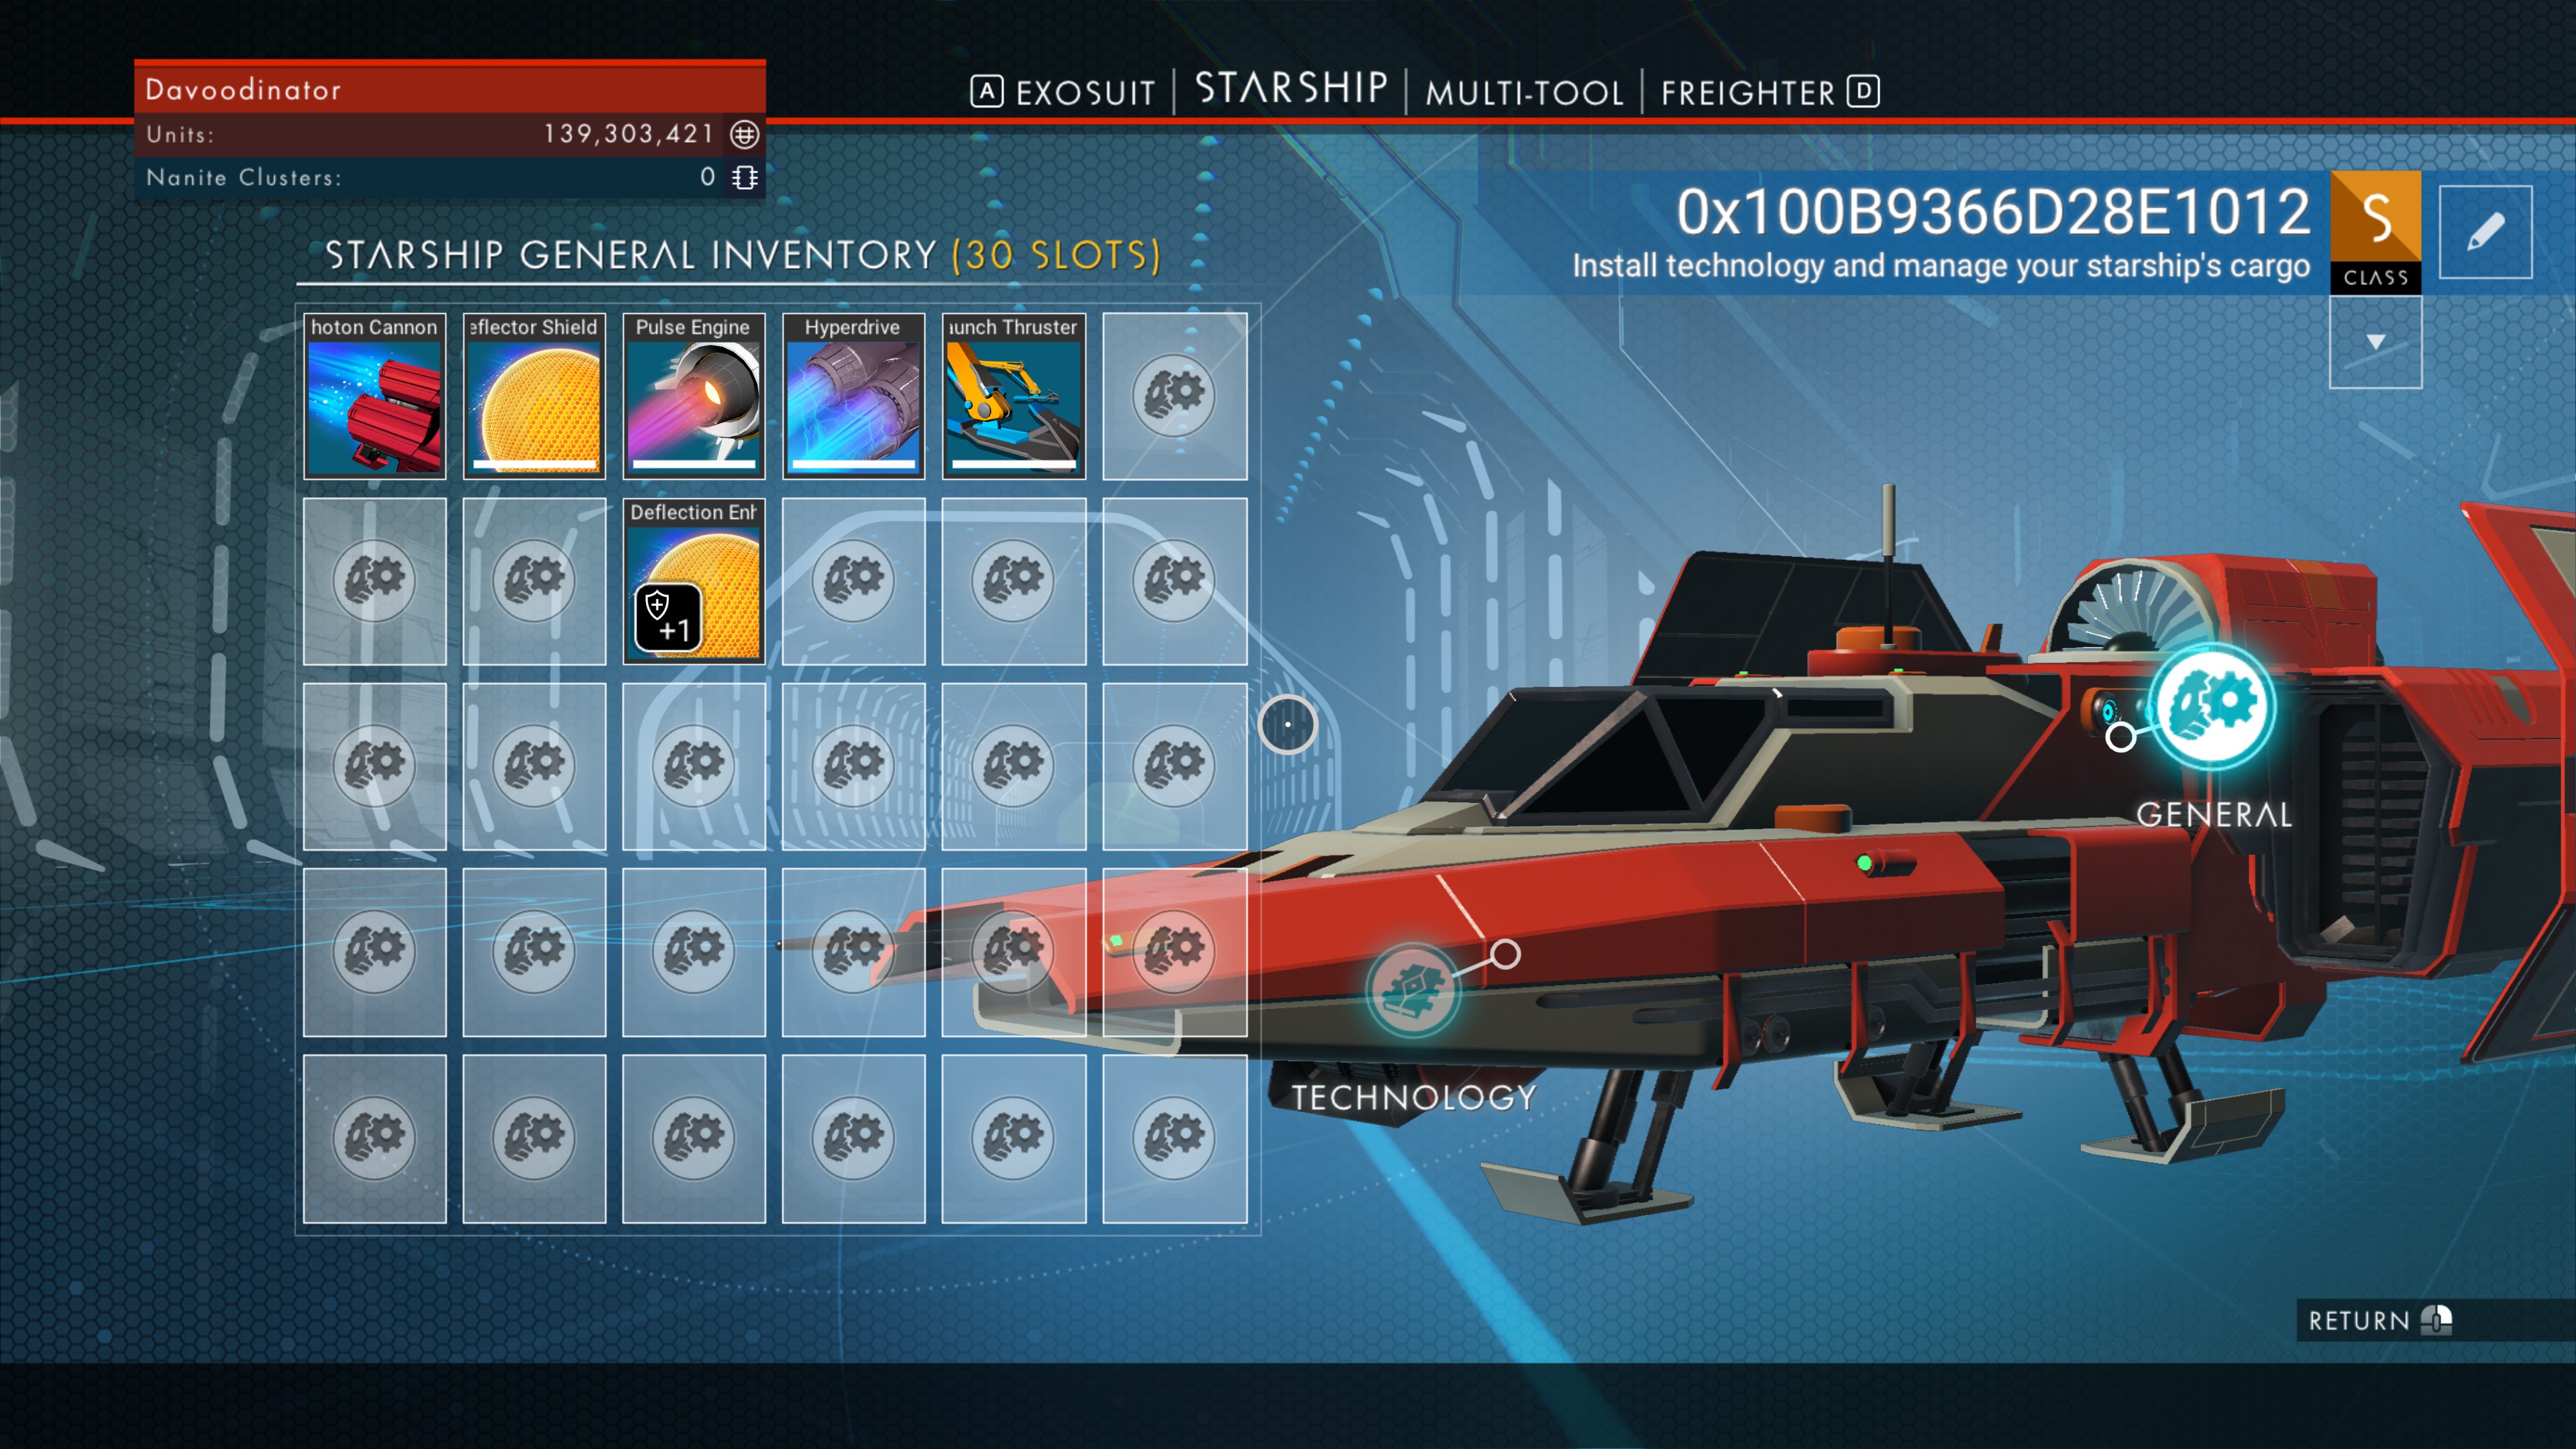 Davoodinator
Units: 139,303,421
Nanite Clusters: 0
A EXOSUIT STARSHIP MULTI-TOOL FREIGHTER D
0x100B9366D28E1012
Install technology and manage your starship's cargo
S
CLASS
STARSHIP GENERAL INVENTORY (30 SLOTS)
hoton Cannon
eflector Shield
Pulse Engine
Hyperdrive
aunch Thruster
Deflection Enh
+1
GENERAL
TECHNOLOGY
RETURN